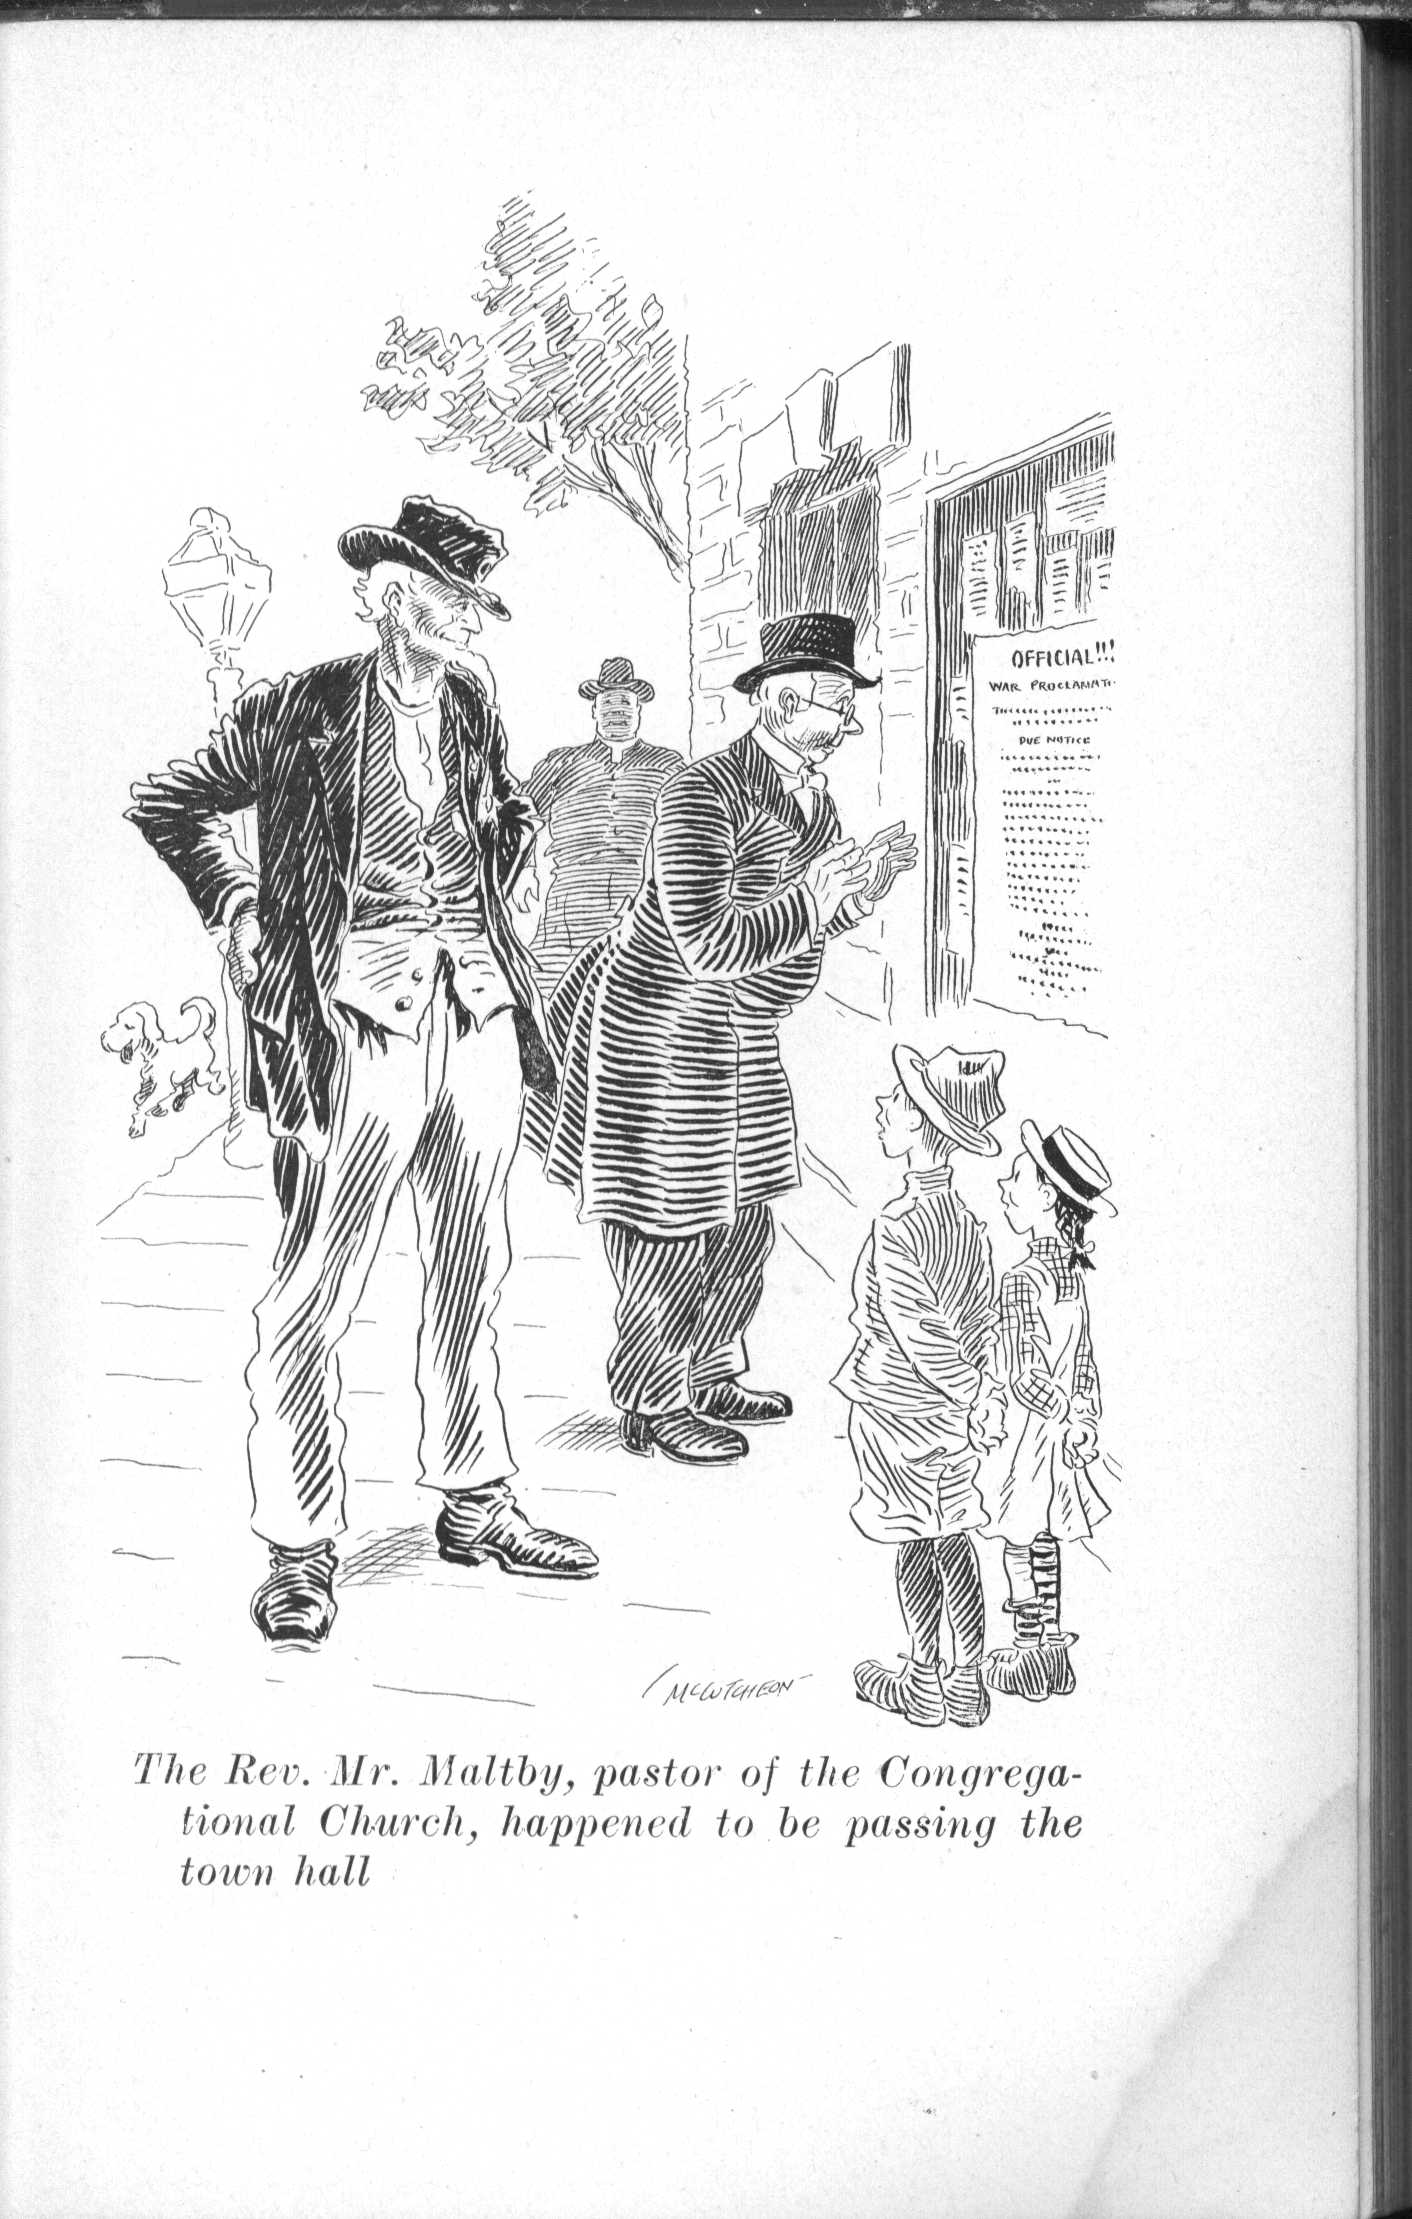 OFFICIAL!!!
WAR PROCLAMATI
DUE NOTICE
McCUTCHEON
The Rev. Mr. Maltby, pastor of the Congrega-
tional Church, happened to be passing the
town hall